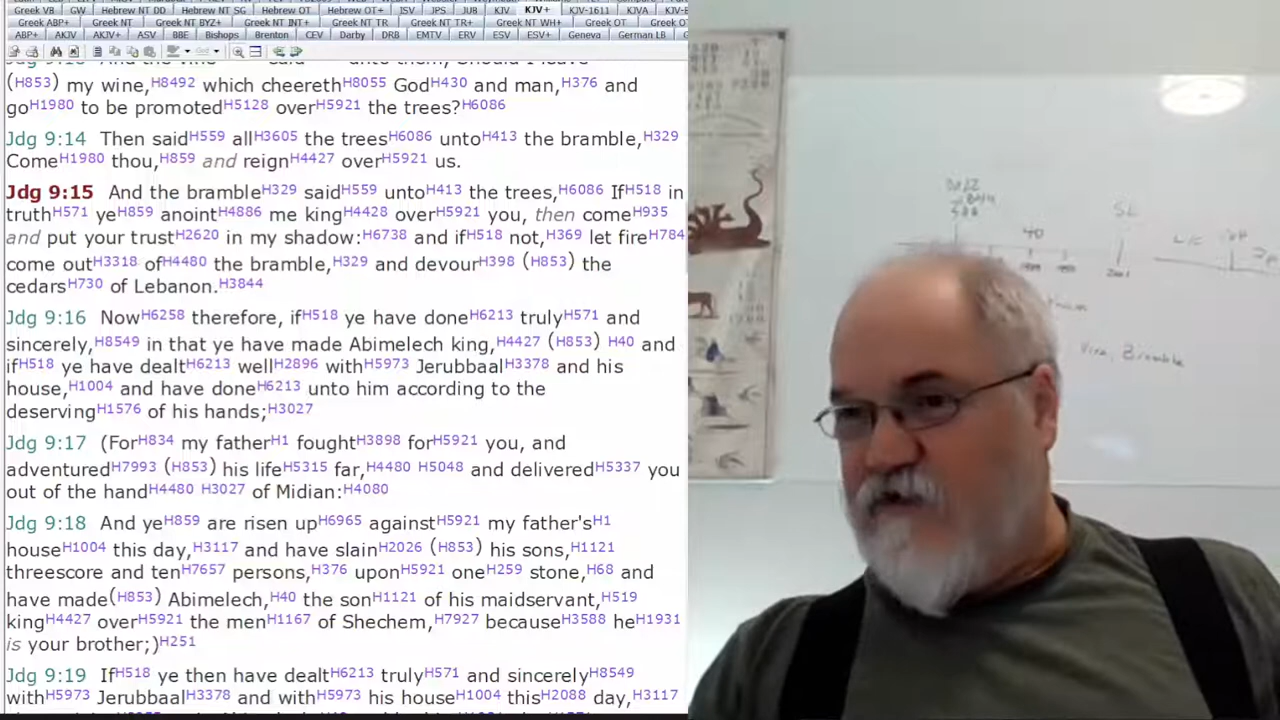 Greek VB GW Hebrew NT DD Hebrew NT SG Hebrew OT+ ISV JPS JUB KJV KJV+ KJV-1611 KJVA
Greek ABP+ Greek NT Greek NT BYZ+ Greek NT INT+ Greek NT TR Greek NT TR+ Greek NT WH+ Greek OT Greek OT
ABP+ AKJV AKJV+ ASV BBE Bishops Brenton CEV Darby DRB EMTV ERV ESV ESV+ Geneva German LB
(H853) my wine,H8492 which cheerethH8055 GodH430 and man,H376 and
goH1980 to be promotedH5128 overH5921 the trees?H6086
Jdg 9:14 Then saidH559 allH3605 the treesH6086 untoH413 the bramble,H329
ComeH1980 thou,H859 and reignH4427 overH5921 us.
Jdg 9:15 And the brambleH329 saidH559 untoH413 the trees,H6086 IfH518 in
truthH571 yeH859 anointH4886 me kingH4428 overH5921 you, then comeH935
and put your trustH2620 in my shadow:H6738 and ifH518 not,H369 let fireH784
come outH3318 ofH4480 the bramble,H329 and devourH398 (H853) the
cedarsH730 of Lebanon.H3844
Jdg 9:16 NowH6258 therefore, ifH518 ye have doneH6213 trulyH571 and
sincerely,H8549 in that ye have made Abimelech king,H4427 (H853) H40 and
ifH518 ye have dealtH6213 wellH2896 withH5973 JerubbaalH3378 and his
house,H1004 and have doneH6213 unto him according to the
deservingH1576 of his hands;H3027
Jdg 9:17 (ForH834 my fatherH1 foughtH3898 forH5921 you, and
adventuredH7993 (H853) his lifeH5315 far,H4480 H5048 and deliveredH5337 you
out of the handH4480 H3027 of Midian:H4080
Jdg 9:18 And yeH859 are risen upH6965 againstH5921 my father'sH1
houseH1004 this day,H3117 and have slainH2026 (H853) his sons,H1121
threescore and tenH7657 persons,H376 uponH5921 oneH259 stone,H68 and
have made(H853) Abimelech,H40 the sonH1121 of his maidservant,H519
kingH4427 overH5921 the menH1167 of Shechem,H7927 becauseH3588 heH1931
is your brother;)H251
Jdg 9:19 IfH518 ye then have dealtH6213 trulyH571 and sincerelyH8549
withH5973 JerubbaalH3378 and withH5973 his houseH1004 thisH2088 day,H3117
40
Vine, Bramble